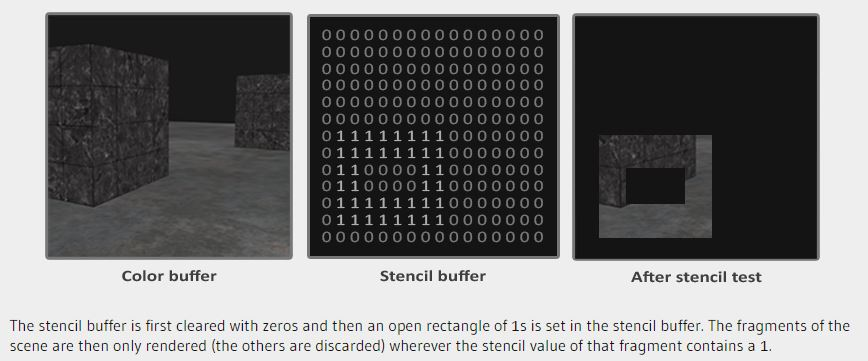 0000000000000000
0000000000000000
0000000000000000
0000000000000000
0000000000000000
0000000000000000
0111111110000000
0111111110000000
0110000110000000
0110000110000000
0111111110000000
0111111110000000
0000000000000000
Color buffer
Stencil buffer
After stencil test
The stencil buffer is first cleared with zeros and then an open rectangle of 1s is set in the stencil buffer. The fragments of the
scene are then only rendered (the others are discarded) wherever the stencil value of that fragment contains a 1.